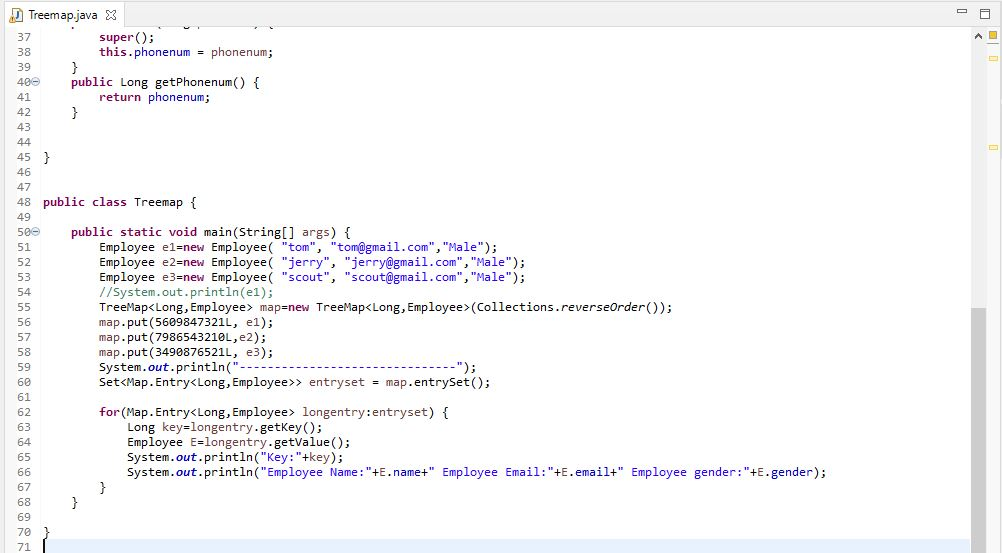 Treemap.java
37 super();
38 this.phonenum = phonenum;
39 }
40 public Long getPhonenum() {
41 return phonenum;
42 }
43
44
45 }
46
47
48 public class Treemap {
49
50 public static void main(String[] args) {
51 Employee e1=new Employee( "tom", "tom@gmail.com","Male");
52 Employee e2=new Employee( "jerry", "jerry@gmail.com","Male");
53 Employee e3=new Employee( "scout", "scout@gmail.com","Male");
54 //System.out.println(e1);
55 TreeMap<Long,Employee> map=new TreeMap<Long,Employee>(Collections.reverseOrder());
56 map.put(5609847321L, e1);
57 map.put(7986543210L,e2);
58 map.put(3490876521L, e3);
59 System.out.println("-------------------------------");
60 Set<Map.Entry<Long,Employee>> entryset = map.entrySet();
61
62 for(Map.Entry<Long,Employee> longentry:entryset) {
63 Long key=longentry.getKey();
64 Employee E=longentry.getValue();
65 System.out.println("Key:"+key);
66 System.out.println("Employee Name:"+E.name+" Employee Email:"+E.email+" Employee gender:"+E.gender);
67 }
68 }
69
70 }
71